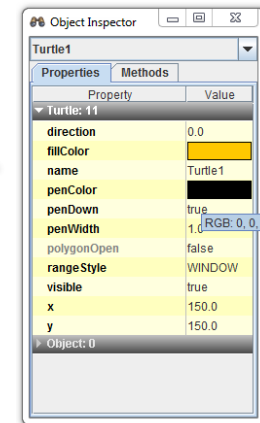 Object Inspector
Turtle1
Properties Methods
Property Value
Turtle: 11
direction 0.0
fillColor
name Turtle1
penColor
penDown true
penWidth 1.0 RGB: 0, 0,
polygonOpen false
rangeStyle WINDOW
visible true
x 150.0
y 150.0
Object: 0